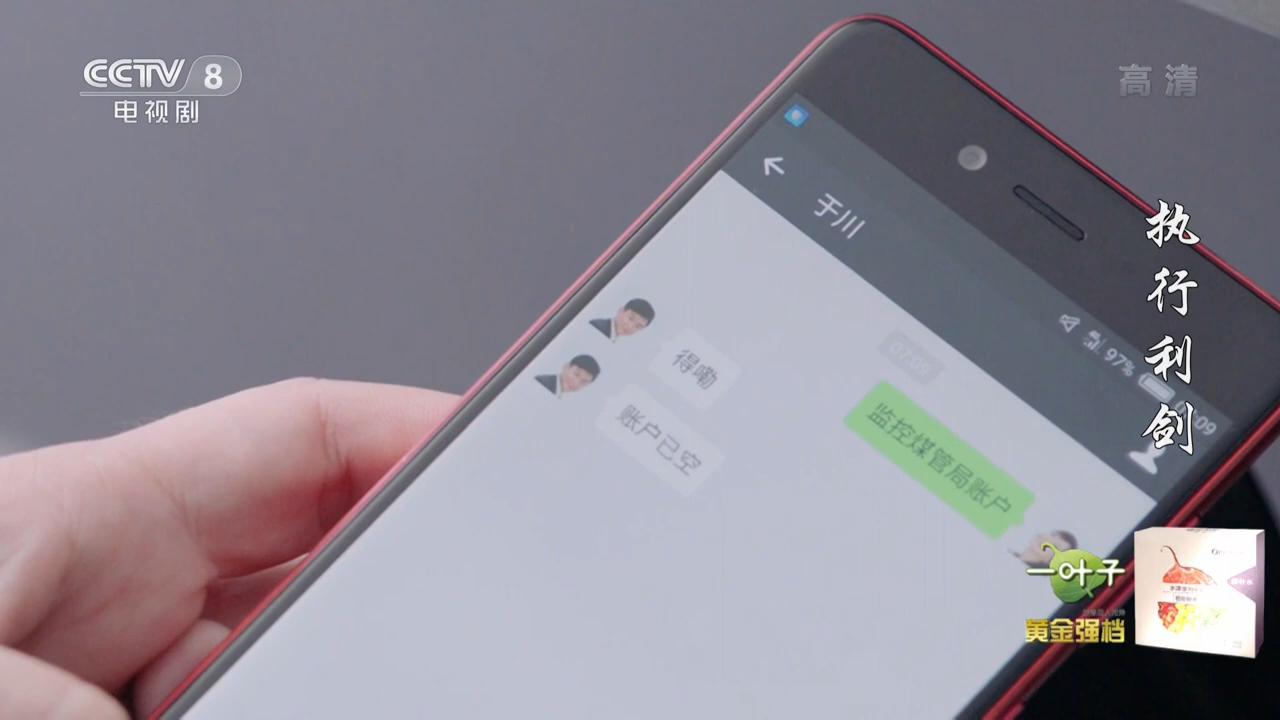 CCTV 8
电视剧
高清
执行利剑
于川
97%
07:09
监控煤管局账户
得嘞
账户已空
一叶子
黄金强档